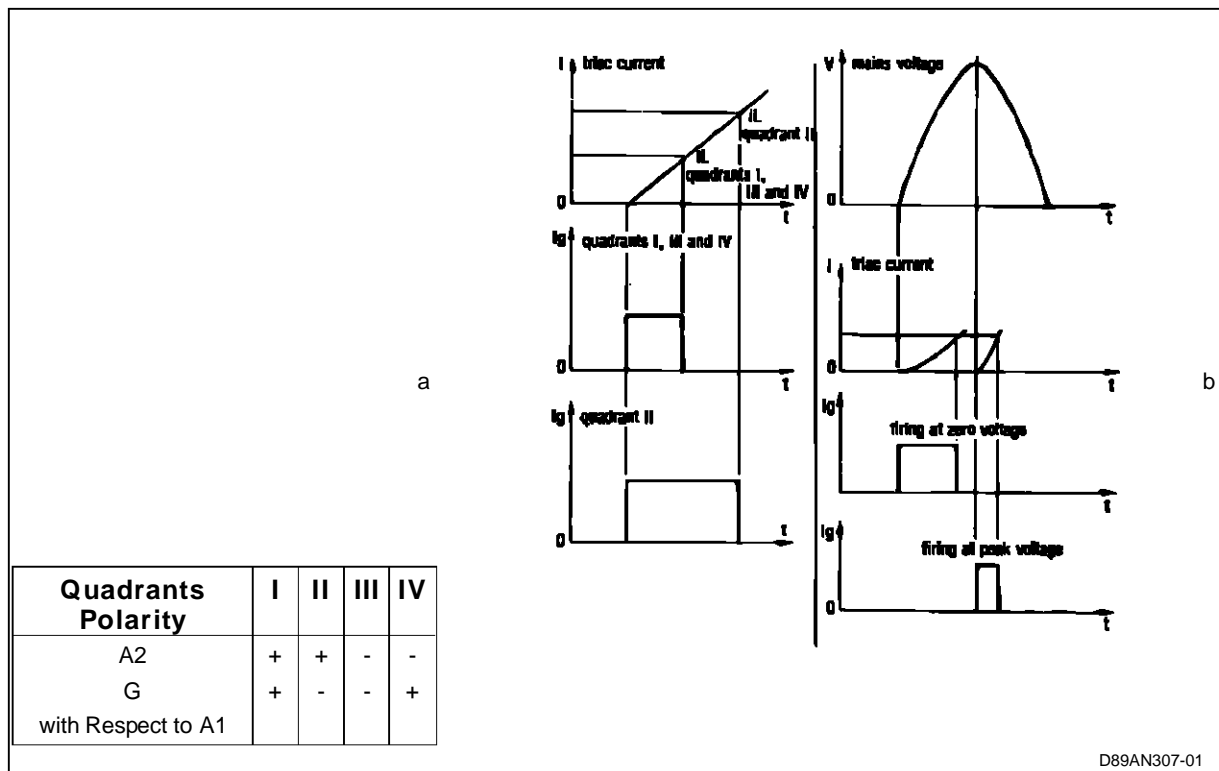 I triac current
IL
quadrant II
IL
quadrants I,
III and IV
0
t
Ig quadrants I, III and IV
0
t
a
Ig quadrant II
0
t
V mains voltage
0
t
I triac current
0
t
b
Ig
firing at zero voltage
t
Ig
firing at peak voltage
0
t
Quadrants I II III IV
Polarity
A2 + + - -
G + - - +
with Respect to A1
D89AN307-01